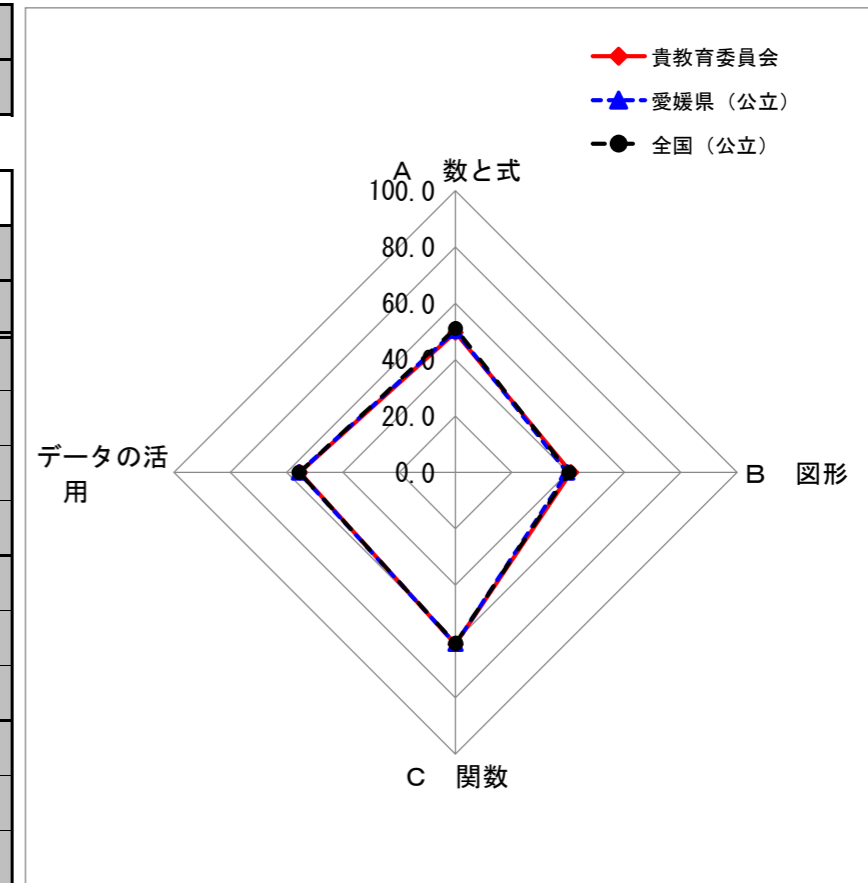 貴教育委員会
愛媛県（公立）
全国（公立）
A　数と式
100.0
80.0
60.0
40.0
20.0
0.0
データの活
用
B　図形
C　関数